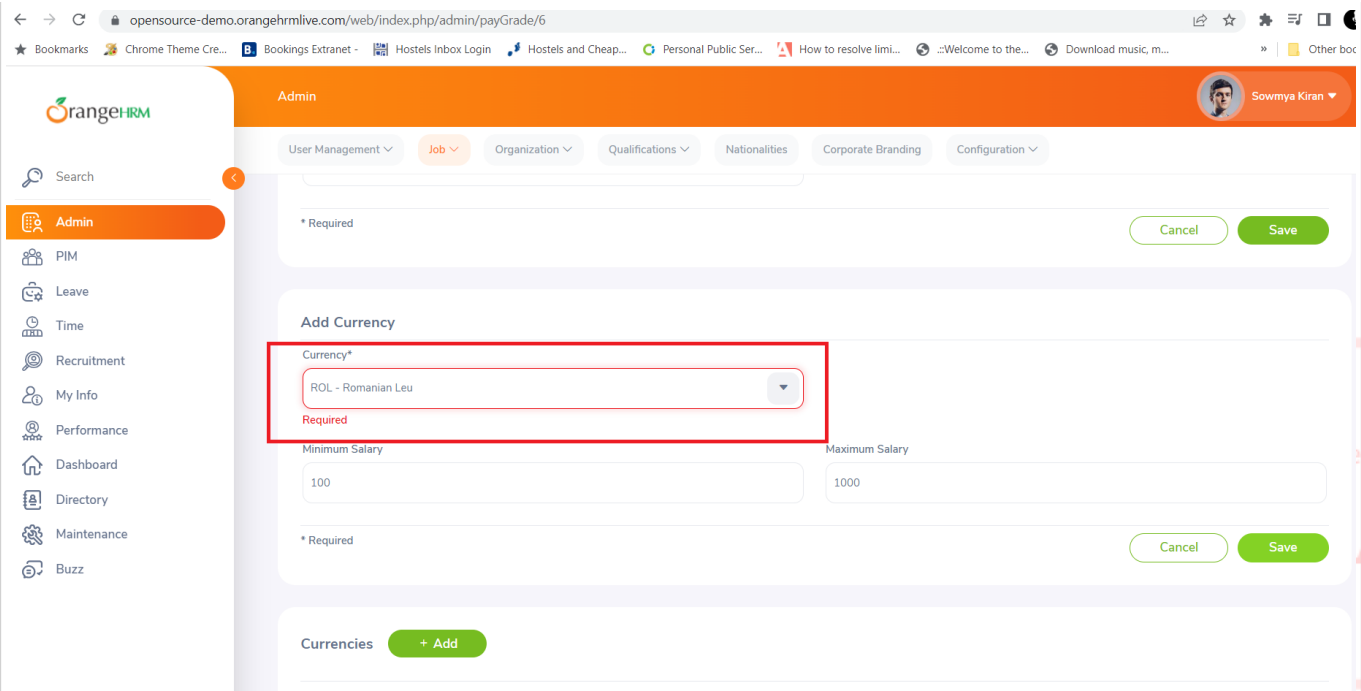 opensource-demo.orangehrmlive.com/web/index.php/admin/payGrade/6
Bookmarks Chrome Theme Cre... B. Bookings Extranet - Hostels Inbox Login Hostels and Cheap... Personal Public Ser... How to resolve limi... .::Welcome to the... Download music, m... » Other boo
OrangeHRM
Admin
Sowmya Kiran
User Management Job Organization Qualifications Nationalities Corporate Branding Configuration
Search
Admin
PIM
Leave
Time
Recruitment
My Info
Performance
Dashboard
Directory
Maintenance
Buzz
* Required
Cancel Save
Add Currency
Currency*
ROL - Romanian Leu
Required
Minimum Salary Maximum Salary
100 1000
* Required
Cancel Save
Currencies + Add